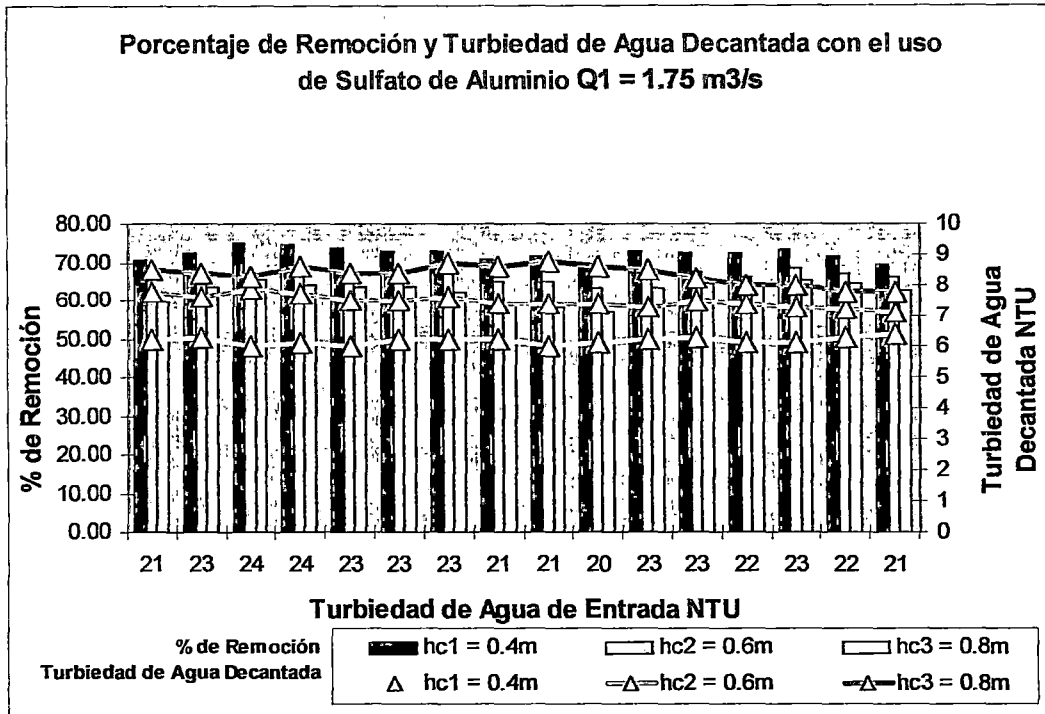 Porcentaje de Remoción y Turbiedad de Agua Decantada con el uso
de Sulfato de Aluminio Q1 = 1.75 m3/s
80.00
70.00
60.00
50.00
40.00
30.00
20.00
10.00
0.00
% de Remoción
10
9
8
7
6
5
4
3
2
1
0
Turbiedad de Agua
Decantada NTU
21 23 24 24 23 23 23 21 21 20 23 23 22 23 22 21
Turbiedad de Agua de Entrada NTU
% de Remoción hc1 = 0.4m hc2 = 0.6m hc3 = 0.8m
Turbiedad de Agua Decantada hc1 = 0.4m hc2 = 0.6m hc3 = 0.8m